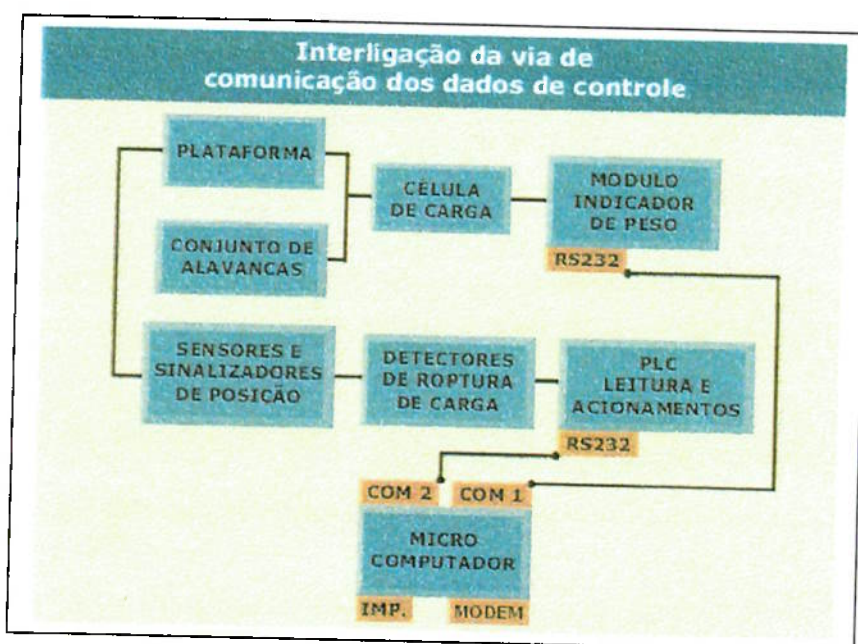 Interligação da via de
comunicação dos dados de controle
PLATAFORMA
CÉLULA
DE CARGA
MODULO
INDICADOR
DE PESO
RS232
CONJUNTO DE
ALAVANCAS
SENSORES E
SINALIZADORES
DE POSIÇÃO
DETECTORES
DE ROPTURA
DE CARGA
PLC
LEITURA E
ACIONAMENTOS
RS232
COM 2
COM 1
MICRO
COMPUTADOR
IMP.
MODEM